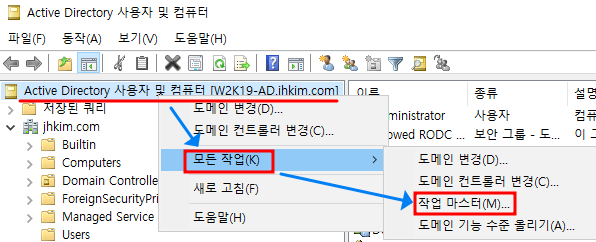 Active Directory 사용자 및 컴퓨터
파일(F) 동작(A) 보기(V) 도움말(H)
Active Directory 사용자 및 컴퓨터 [W2K19-AD.jhkim.com]
이름 종류 설명
저장된 쿼리
도메인 변경(D)...
ministrator 사용자 컴퓨
jhkim.com
도메인 컨트롤러 변경(C)...
owed RODC 보안 그룹 - 도... 이
Builtin
모든 작업(K)
도메인 변경(D)...
Computers
도메인 컨트롤러 변경(C)...
Domain Controlle
새로 고침(F)
작업 마스터(M)...
ForeignSecurityPri
도메인 기능 수준 올리기(A)...
Managed Service
도움말(H)
Users